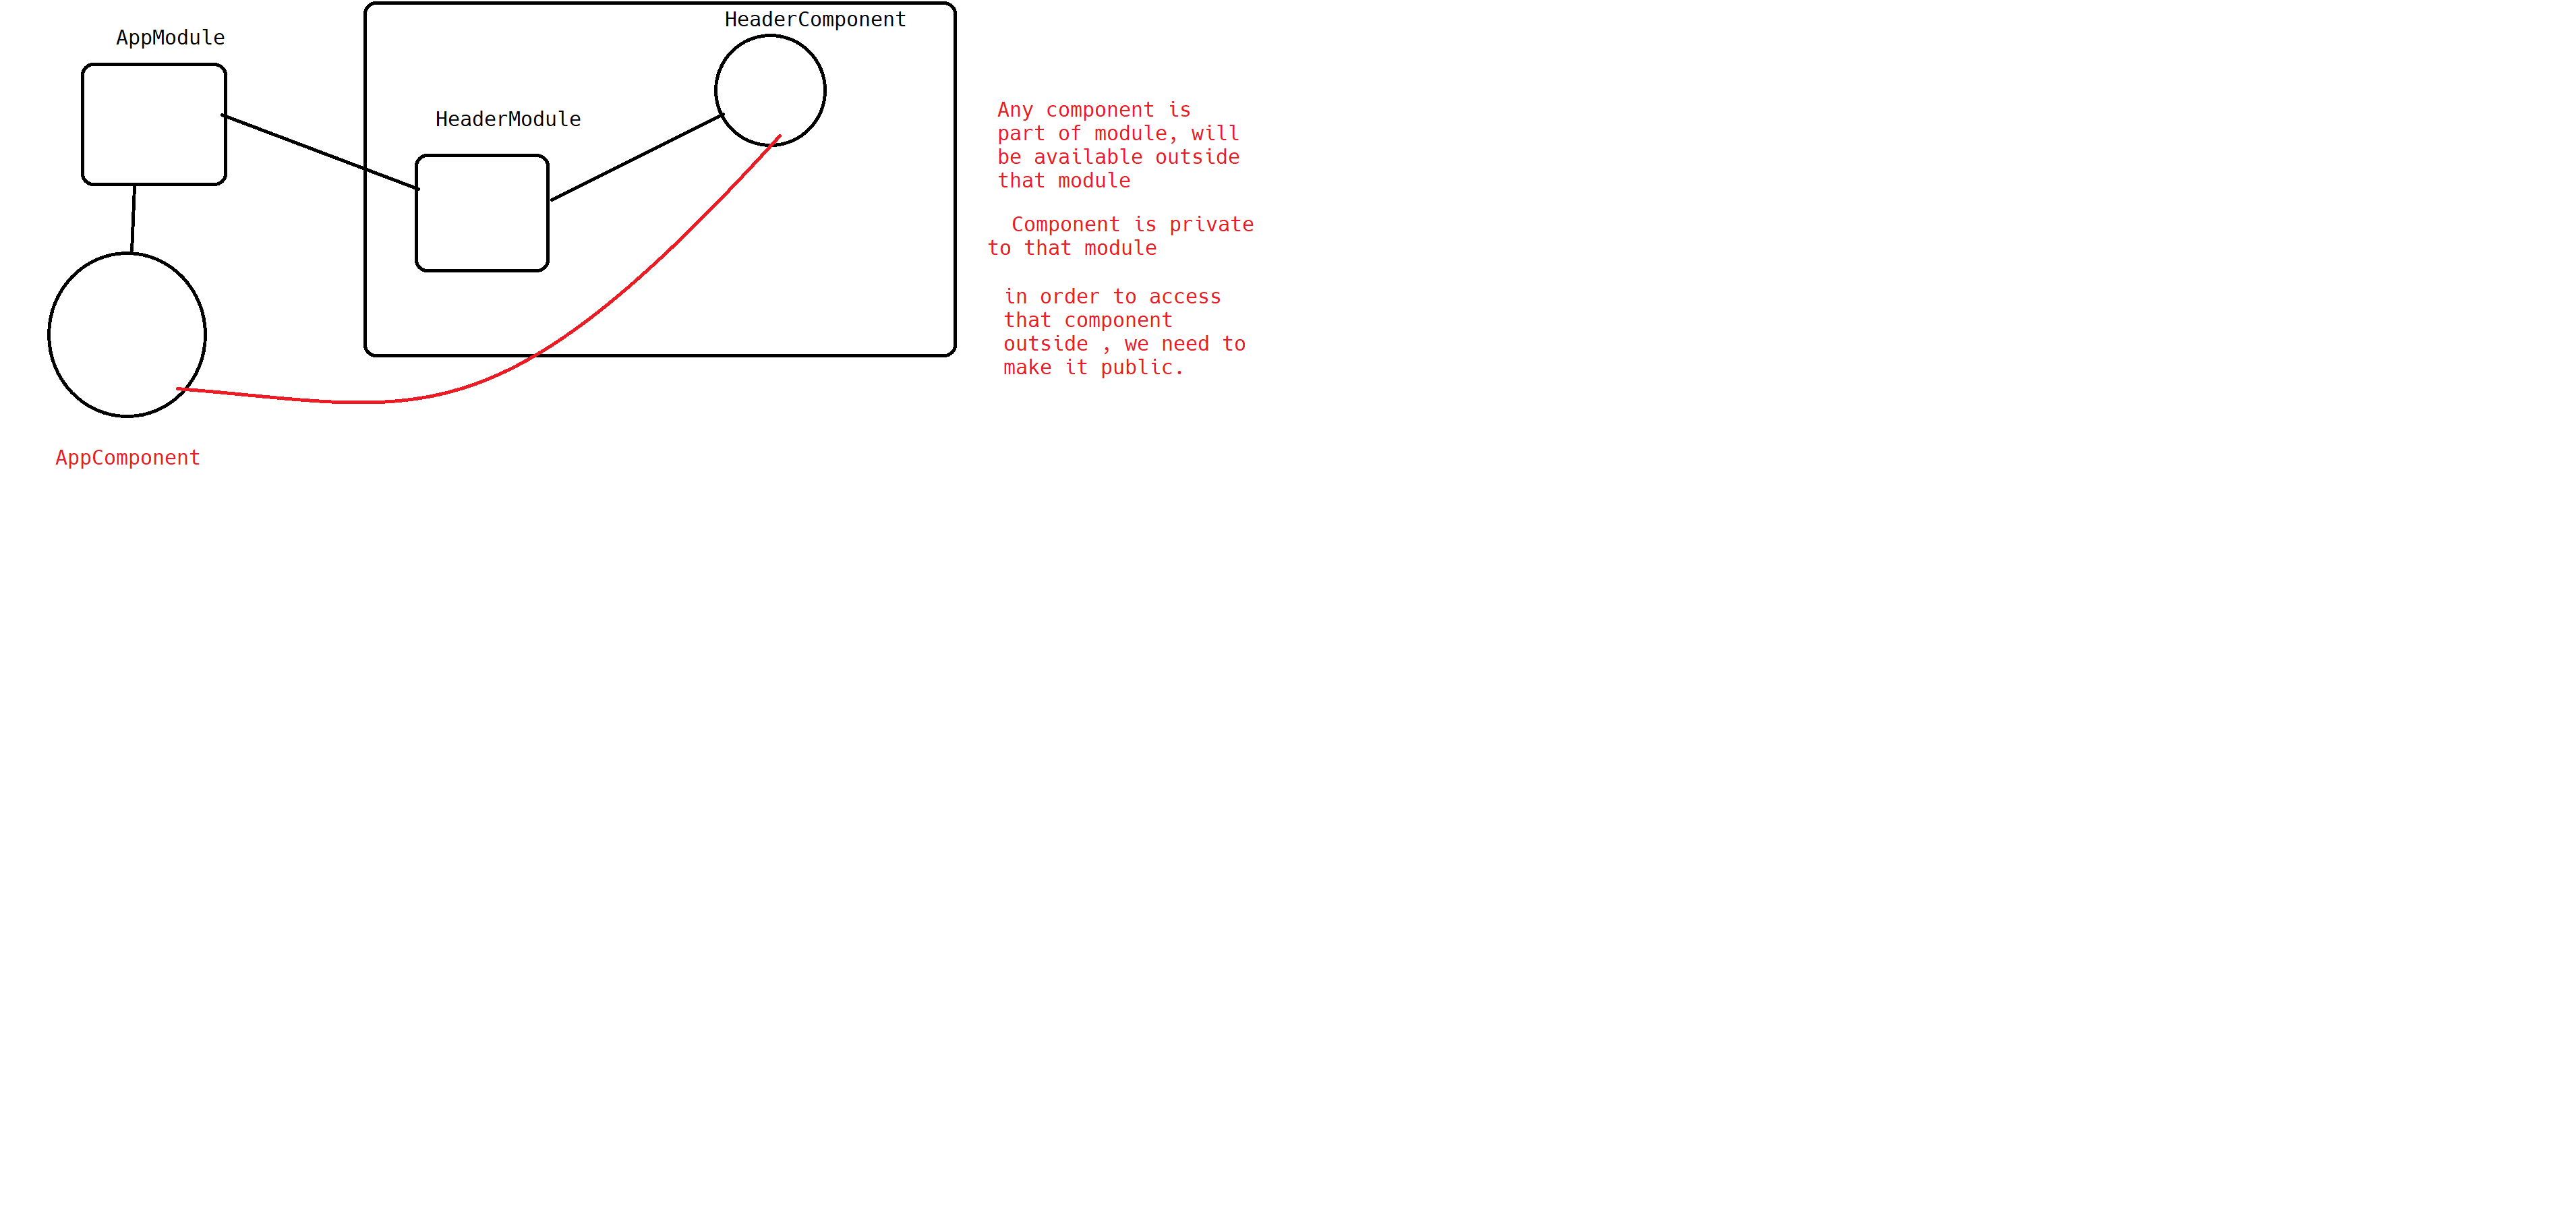 HeaderComponent
AppModule
HeaderModule
Any component is
part of module, will
be available outside
that module
Component is private
to that module
in order to access
that component
outside , we need to
make it public.
AppComponent